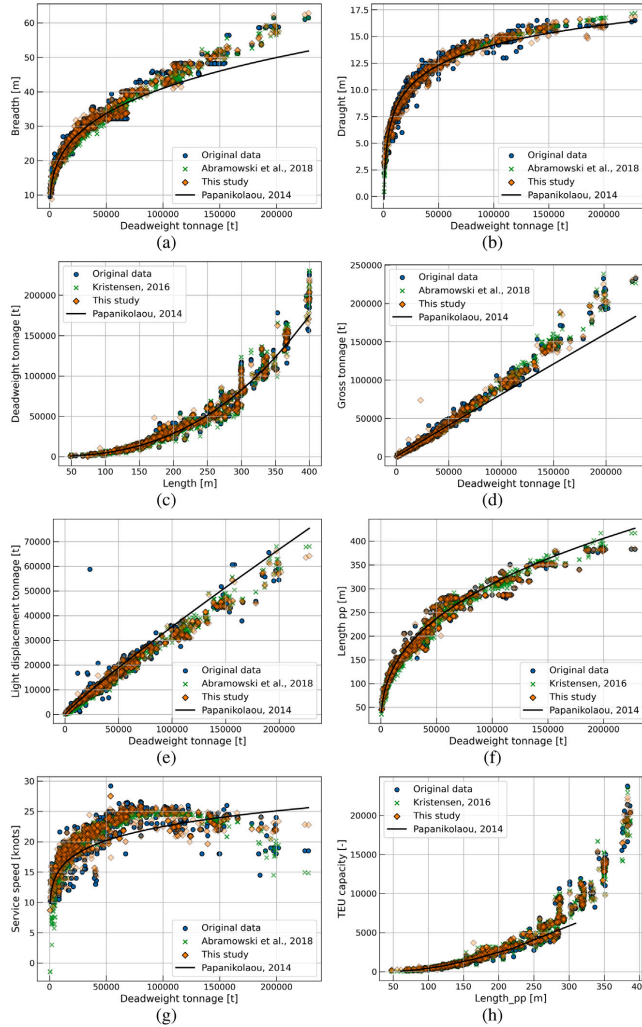 60
50
40
30
20
10
Breadth [m]
Original data
Abramowski et al., 2018
This study
Papanikolaou, 2014
0 50000 100000 150000 200000
Deadweight tonnage [t]
(a)
17.5
15.0
12.5
10.0
7.5
5.0
2.5
0.0
Draught [m]
Original data
Abramowski et al., 2018
This study
Papanikolaou, 2014
0 50000 100000 150000 200000
Deadweight tonnage [t]
(b)
200000
150000
100000
50000
0
Deadweight tonnage [t]
Original data
Kristensen, 2016
This study
Papanikolaou, 2014
50 100 150 200 250 300 350 400
Length [m]
(c)
250000
200000
150000
100000
50000
0
Gross tonnage [t]
Original data
Abramowski et al., 2018
This study
Papanikolaou, 2014
0 50000 100000 150000 200000
Deadweight tonnage [t]
(d)
70000
60000
50000
40000
30000
20000
10000
0
Light displacement tonnage [t]
Original data
Abramowski et al., 2018
This study
Papanikolaou, 2014
0 50000 100000 150000 200000
Deadweight tonnage [t]
(e)
400
350
300
250
200
150
100
50
Length pp [m]
Original data
Kristensen, 2016
This study
Papanikolaou, 2014
0 50000 100000 150000 200000
Deadweight tonnage [t]
(f)
30
25
20
15
10
5
0
Service speed [knots]
Original data
Abramowski et al., 2018
This study
Papanikolaou, 2014
0 50000 100000 150000 200000
Deadweight tonnage [t]
(g)
20000
15000
10000
5000
0
TEU capacity [-]
Original data
Kristensen, 2016
This study
Papanikolaou, 2014
50 100 150 200 250 300 350
Length_pp [m]
(h)